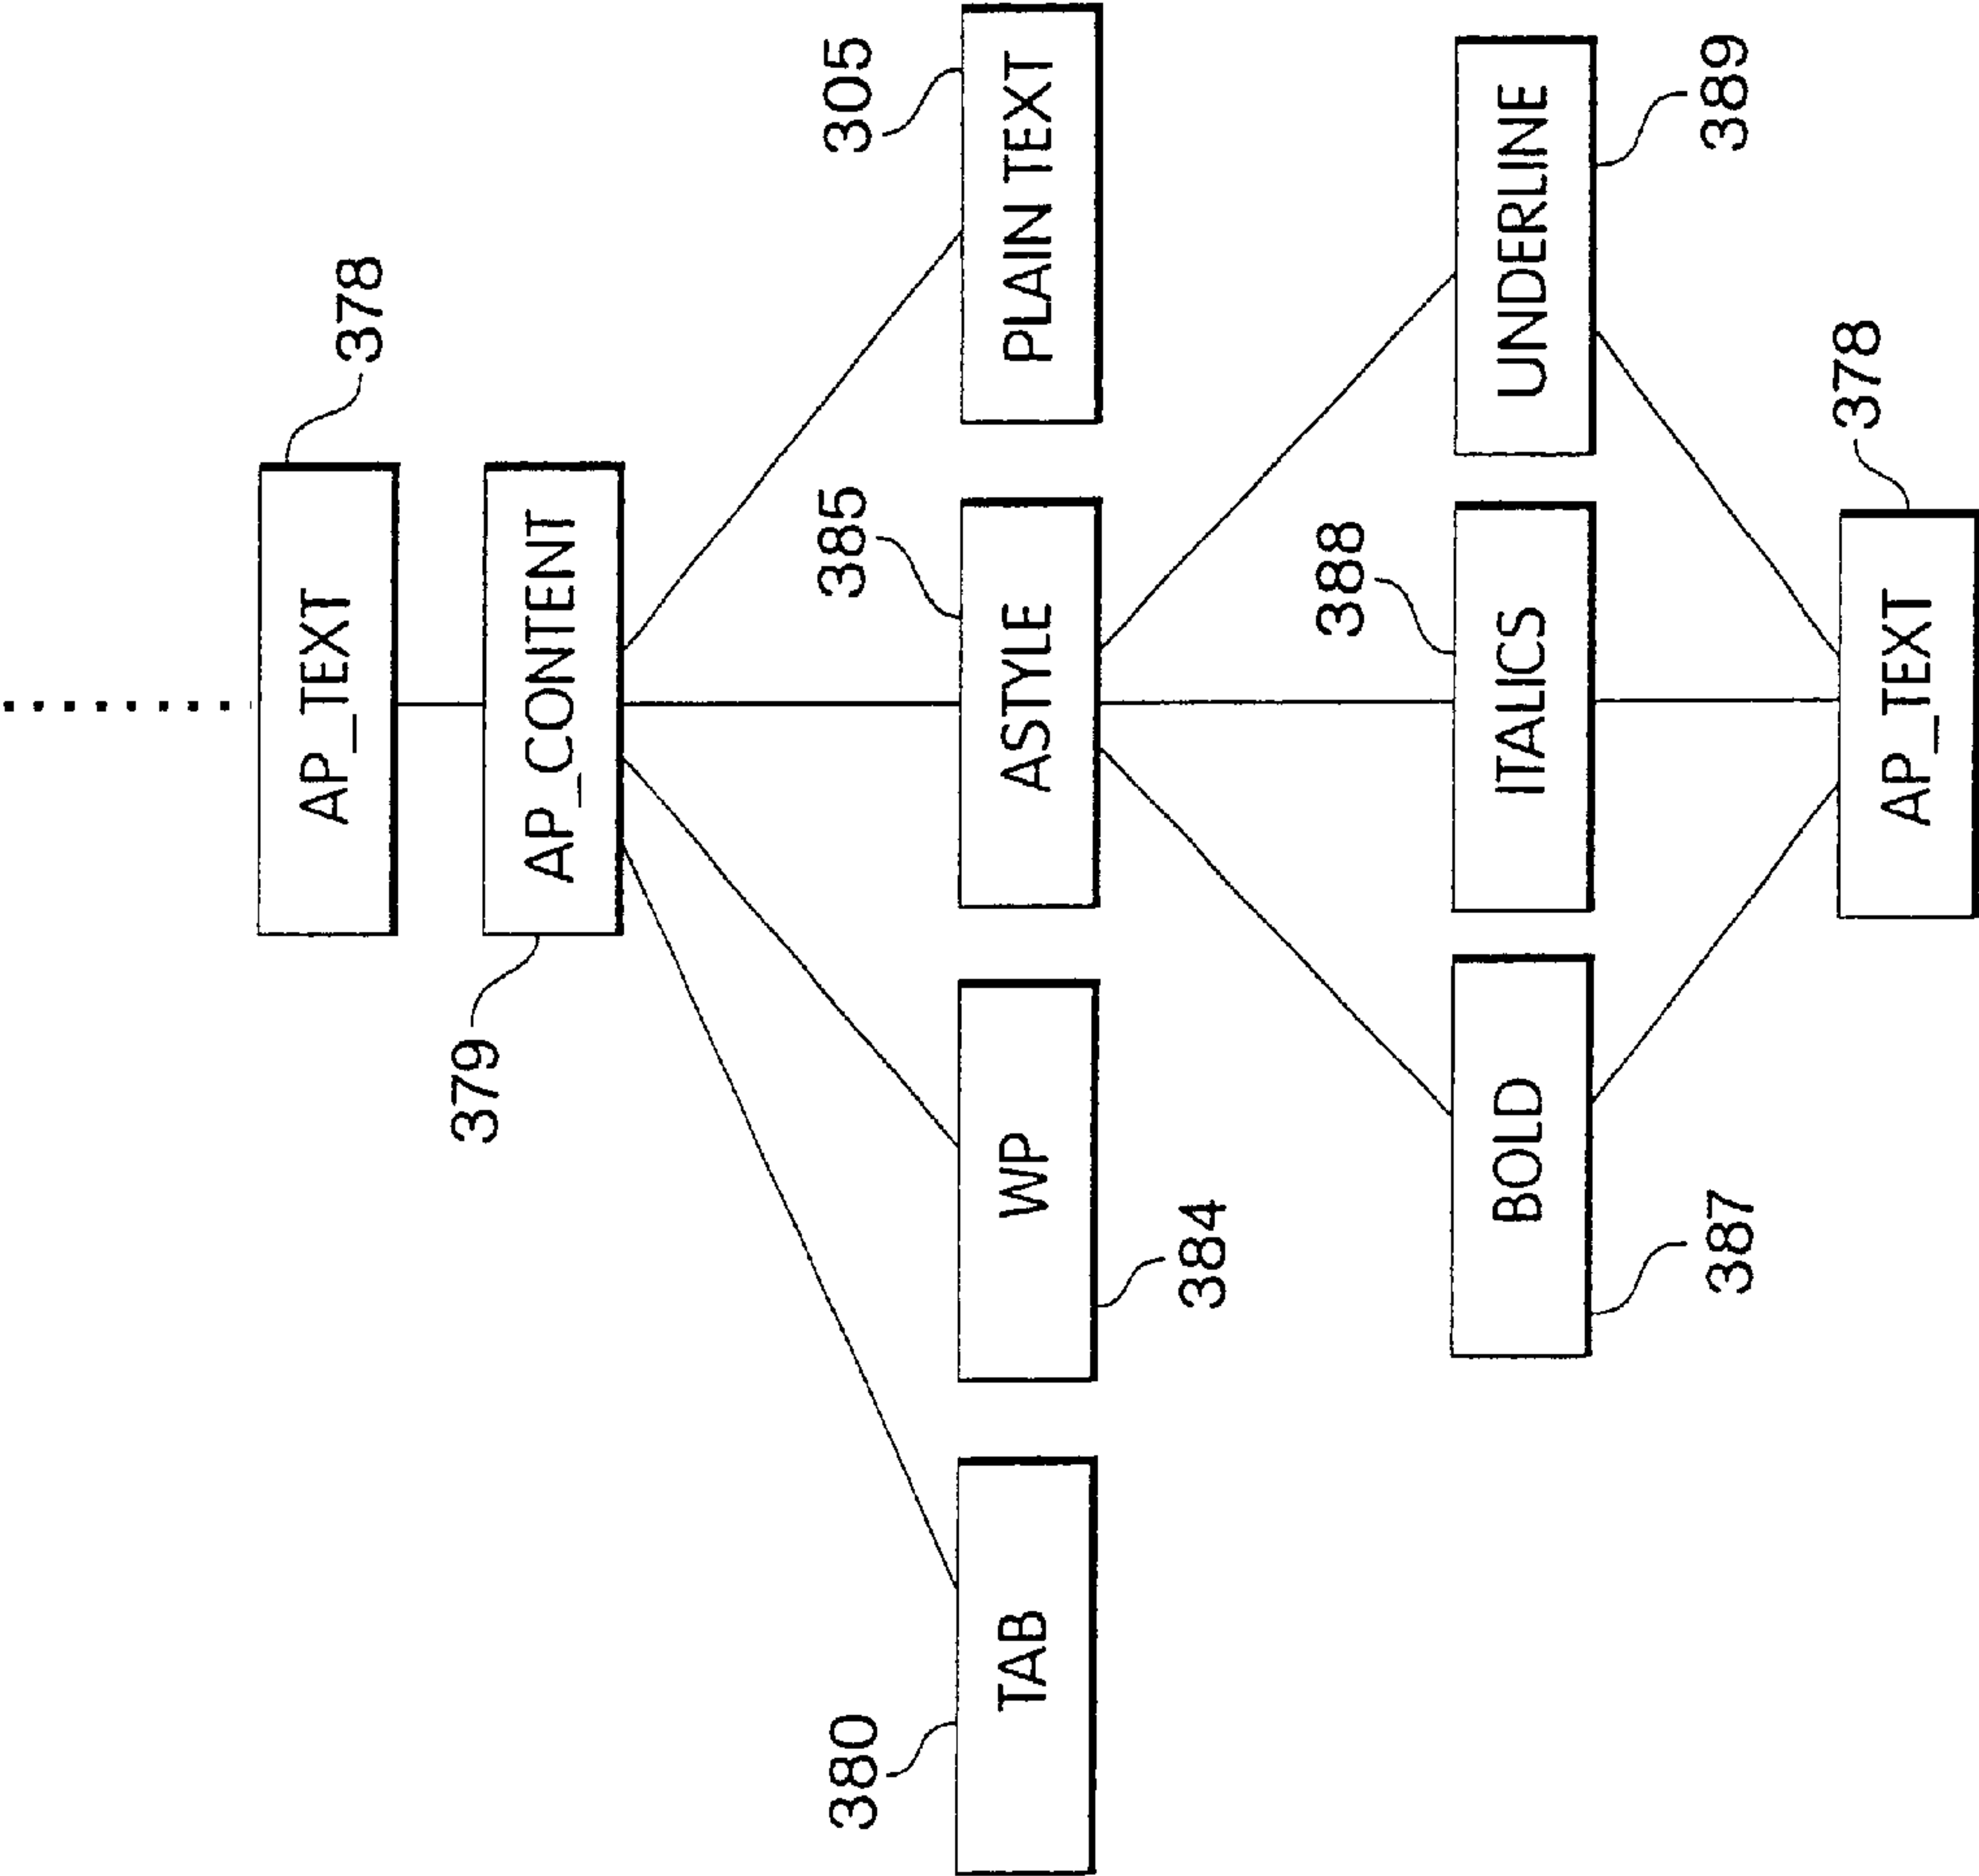 378
AP_TEXT
AP_CONTENT
379
305
385
380
PLAIN TEXT
ASTYLE
WP
TAB
384
388
UNDERLINE
ITALICS
BOLD
389
387
378
AP_TEXT